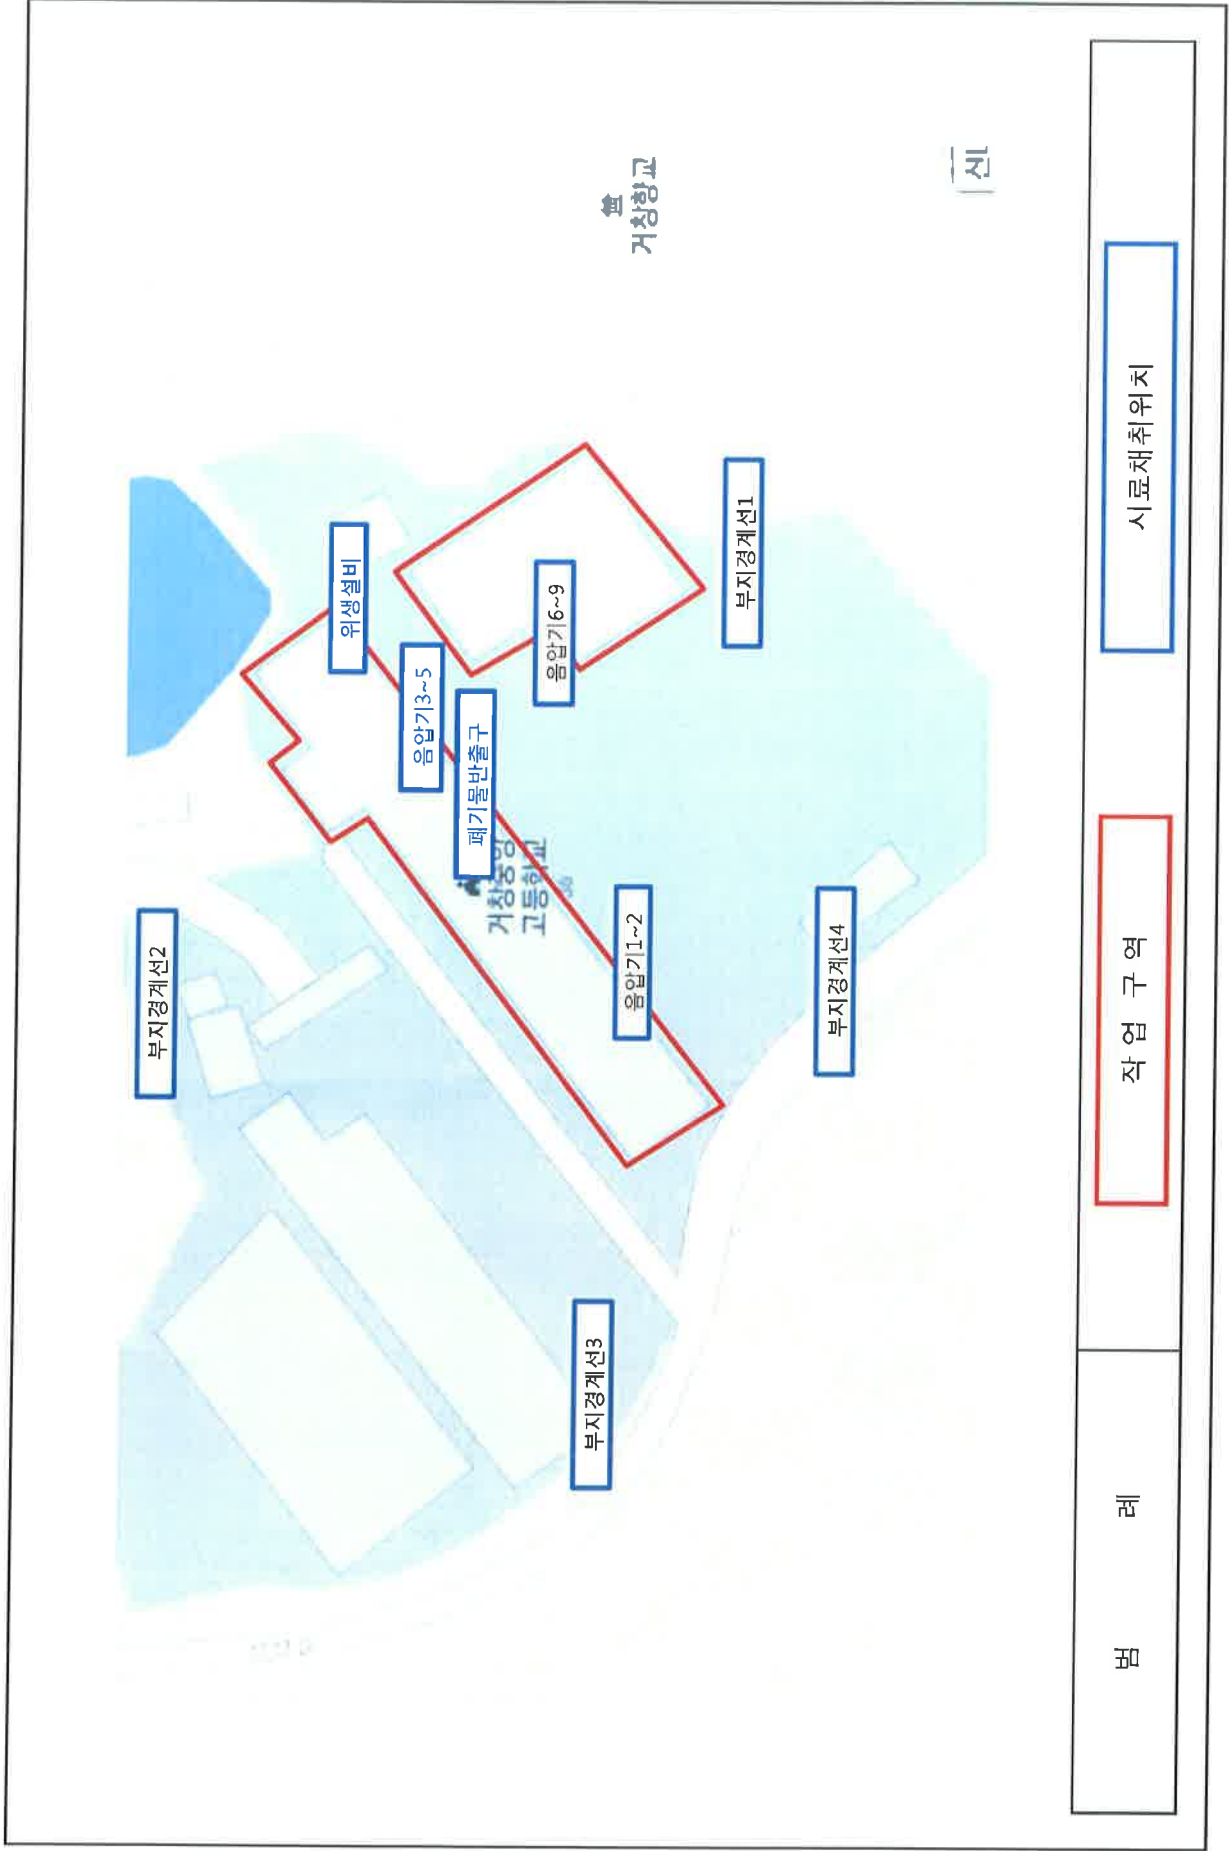 부지경계선2
위생설비
음압기3~5
폐기물반출구
거창중앙
고등학교
음압기6~9
음압기1~2
부지경계선1
부지경계선3
부지경계선4
거창향교
범 례
작 업 구 역
시료채취위치